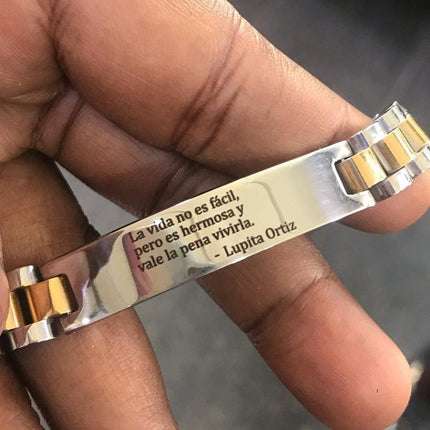 La vida no es fácil,
pero es hermosa y
vale la pena vivirla.
- Lupita Ortiz